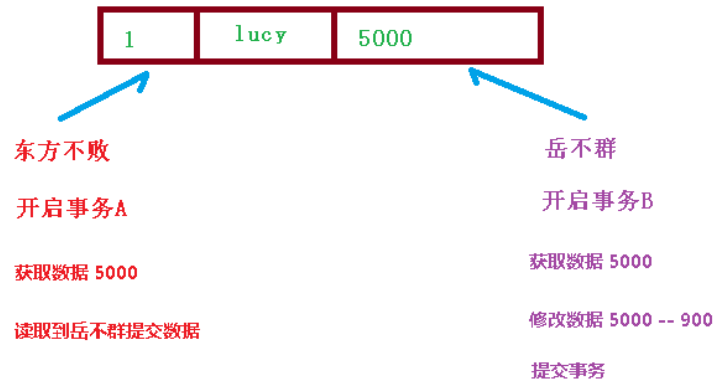 1 lucy 5000
东方不败
开启事务A
获取数据 5000
读取到岳不群提交数据
岳不群
开启事务B
获取数据 5000
修改数据 5000 -- 900
提交事务